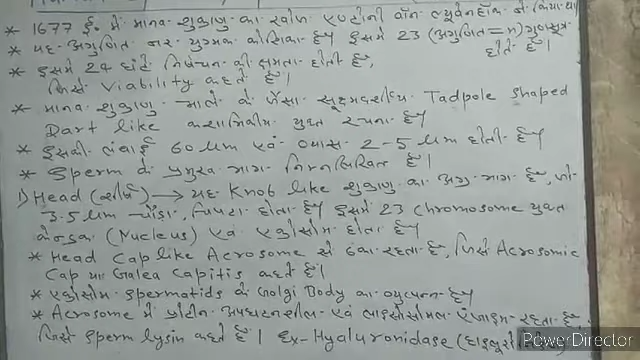 * 1677 ई. में मानव शुक्राणु का खोज एण्टोनी वॉन ल्यूवेनहॉक ने किया था
* यह अगुणित नर युग्मक कोशिका है। इसमें 23 (अगुणित = n) गुणसूत्र होते हैं।
* इसमें 24 घंटे निषेचन की क्षमता होती है,
जिसे Viability कहते हैं।
* मानव शुक्राणु भाले के जैसा सूक्ष्मदर्शीय Tadpole Shaped
Dart like कशाभिकीय युक्त रचना है।
* इसकी लंबाई 60 μm एवं व्यास 2-5 μm होती है।
* Sperm के प्रमुख भाग निम्नलिखित हैं।
1) Head (शीर्ष) → यह Knob like शुक्राणु का अग्र भाग है, जो
3.5 μm चौड़ा, चिपटा होता है। इसमें 23 Chromosome युक्त
केन्द्रक (Nucleus) एवं एक्रोसोम होता है।
* Head Cap like Acrosome से ढका रहता है, जिसे Acrosomic
Cap या Galea Capitis कहते हैं।
* एक्रोसोम Spermatids के Golgi Body का व्युत्पन्न है।
* Acrosome में प्रोटीन अपघटनशील एवं लाइसोसोमल एंजाइम रहता है
जिसे Sperm lysin कहते हैं। Ex- Hyaluronidase
PowerDirector